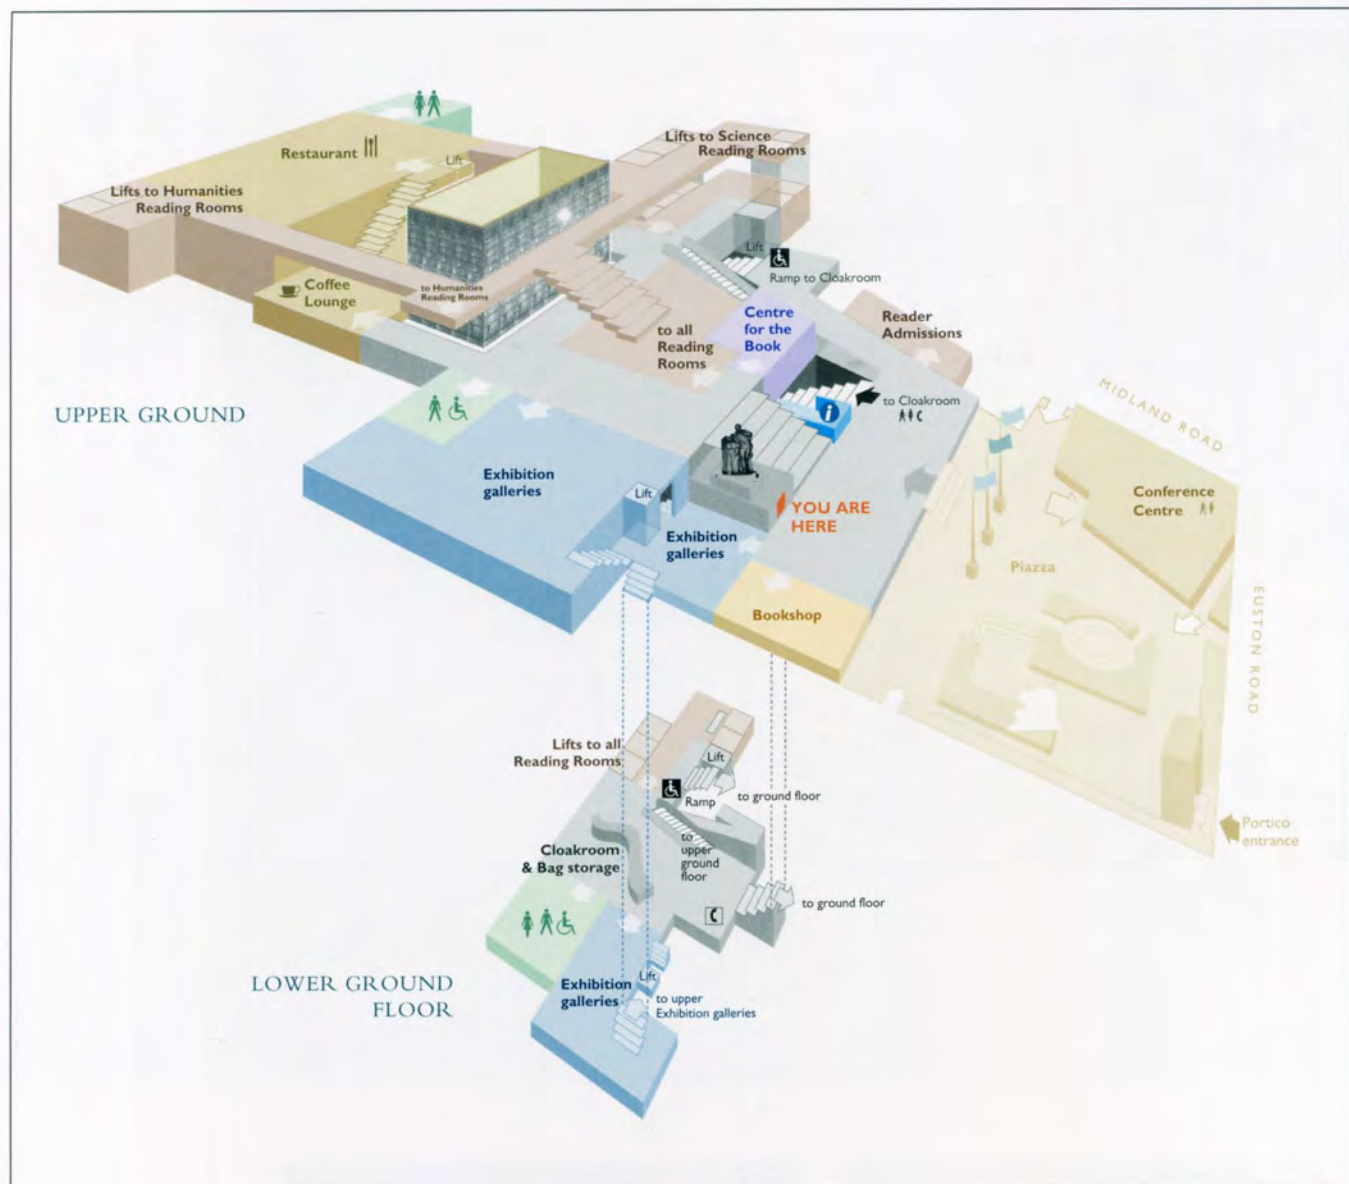 Restaurant
Lift
Lifts to Humanities
Reading Rooms
Lifts to Science
Reading Rooms
Lift
Ramp to Cloakroom
Coffee
Lounge
to Humanities
Reading Rooms
to all
Reading
Rooms
Centre
for the
Book
Reader
Admissions
UPPER GROUND
i
to Cloakroom
Exhibition
galleries
Lift
YOU ARE
HERE
Exhibition
galleries
Bookshop
MIDLAND ROAD
Conference
Centre
Piazza
EUSTON ROAD
Portico
entrance
Lifts to all
Reading Rooms
Lift
Ramp
to ground floor
to
upper
ground
floor
Cloakroom
& Bag storage
to ground floor
LOWER GROUND
FLOOR
Exhibition
galleries
Lift
to upper
Exhibition galleries